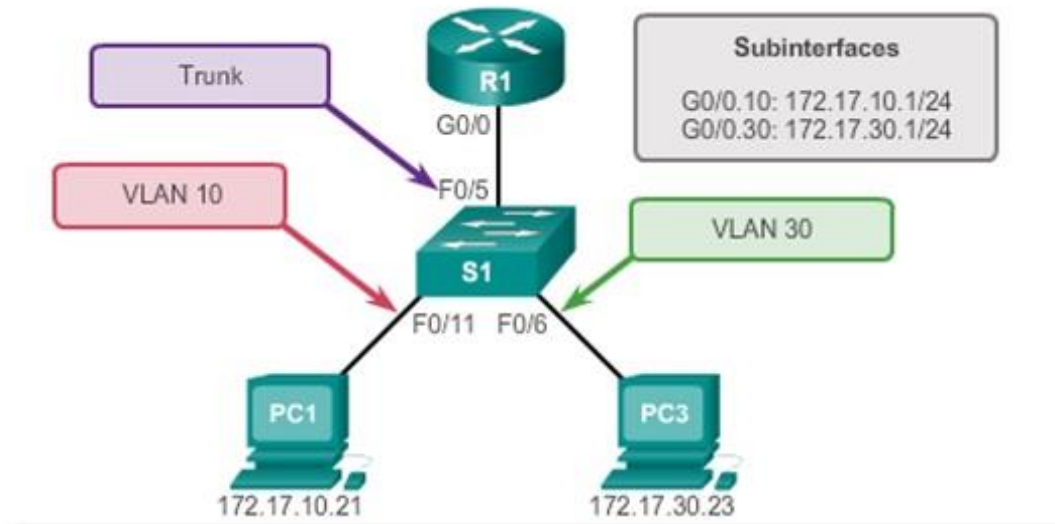 Trunk
R1
Subinterfaces
G0/0.10: 172.17.10.1/24
G0/0.30: 172.17.30.1/24
G0/0
VLAN 10
F0/5
VLAN 30
S1
F0/11 F0/6
PC1
PC3
172.17.10.21
172.17.30.23